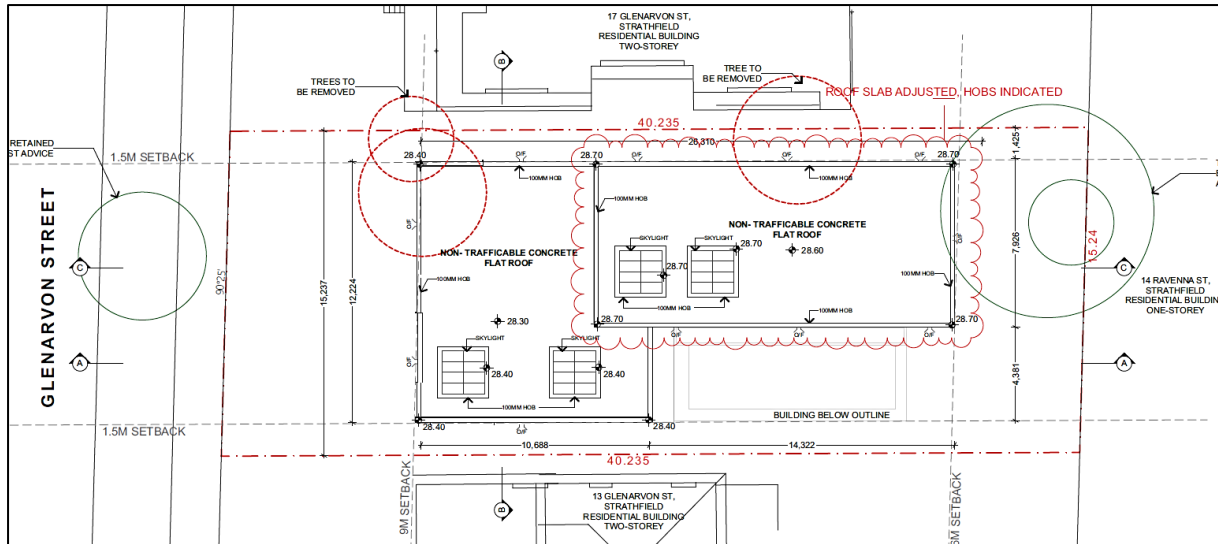 17 GLENARVON ST,
STRATHFIELD
RESIDENTIAL BUILDING
TWO-STOREY
B
TREES TO
BE REMOVED
TREE TO
BE REMOVED
ROOF SLAB ADJUSTED, HOBS INDICATED
RETAINED
ST ADVICE
40.235
1,425
1.5M SETBACK
26,310
28.40
O/F
28.70
O/F
O/F
O/F
28.70
100MM HOB
100MM HOB
100MM HOB
NON- TRAFFICABLE CONCRETE
FLAT ROOF
O/F
O/F
7,926
15.24
NON- TRAFFICABLE CONCRETE
FLAT ROOF
SKYLIGHT
SKYLIGHT
28.70
28.60
GLENARVON STREET
C
90°25'
15,237
12,224
100MM HOB
28.70
100MM HOB
C
14 RAVENNA ST,
STRATHFIELD
RESIDENTIAL BUILDING
ONE-STOREY
100MM HOB
100MM HOB
28.30
28.70
28.70
O/F
O/F
O/F
SKYLIGHT
SKYLIGHT
A
O/F
28.40
28.40
A
4,381
100MM HOB
BUILDING BELOW OUTLINE
28.40
28.40
O/F
1.5M SETBACK
10,688
14,322
40.235
9M SETBACK
6M SETBACK
13 GLENARVON ST,
STRATHFIELD
RESIDENTIAL BUILDING
TWO-STOREY
B